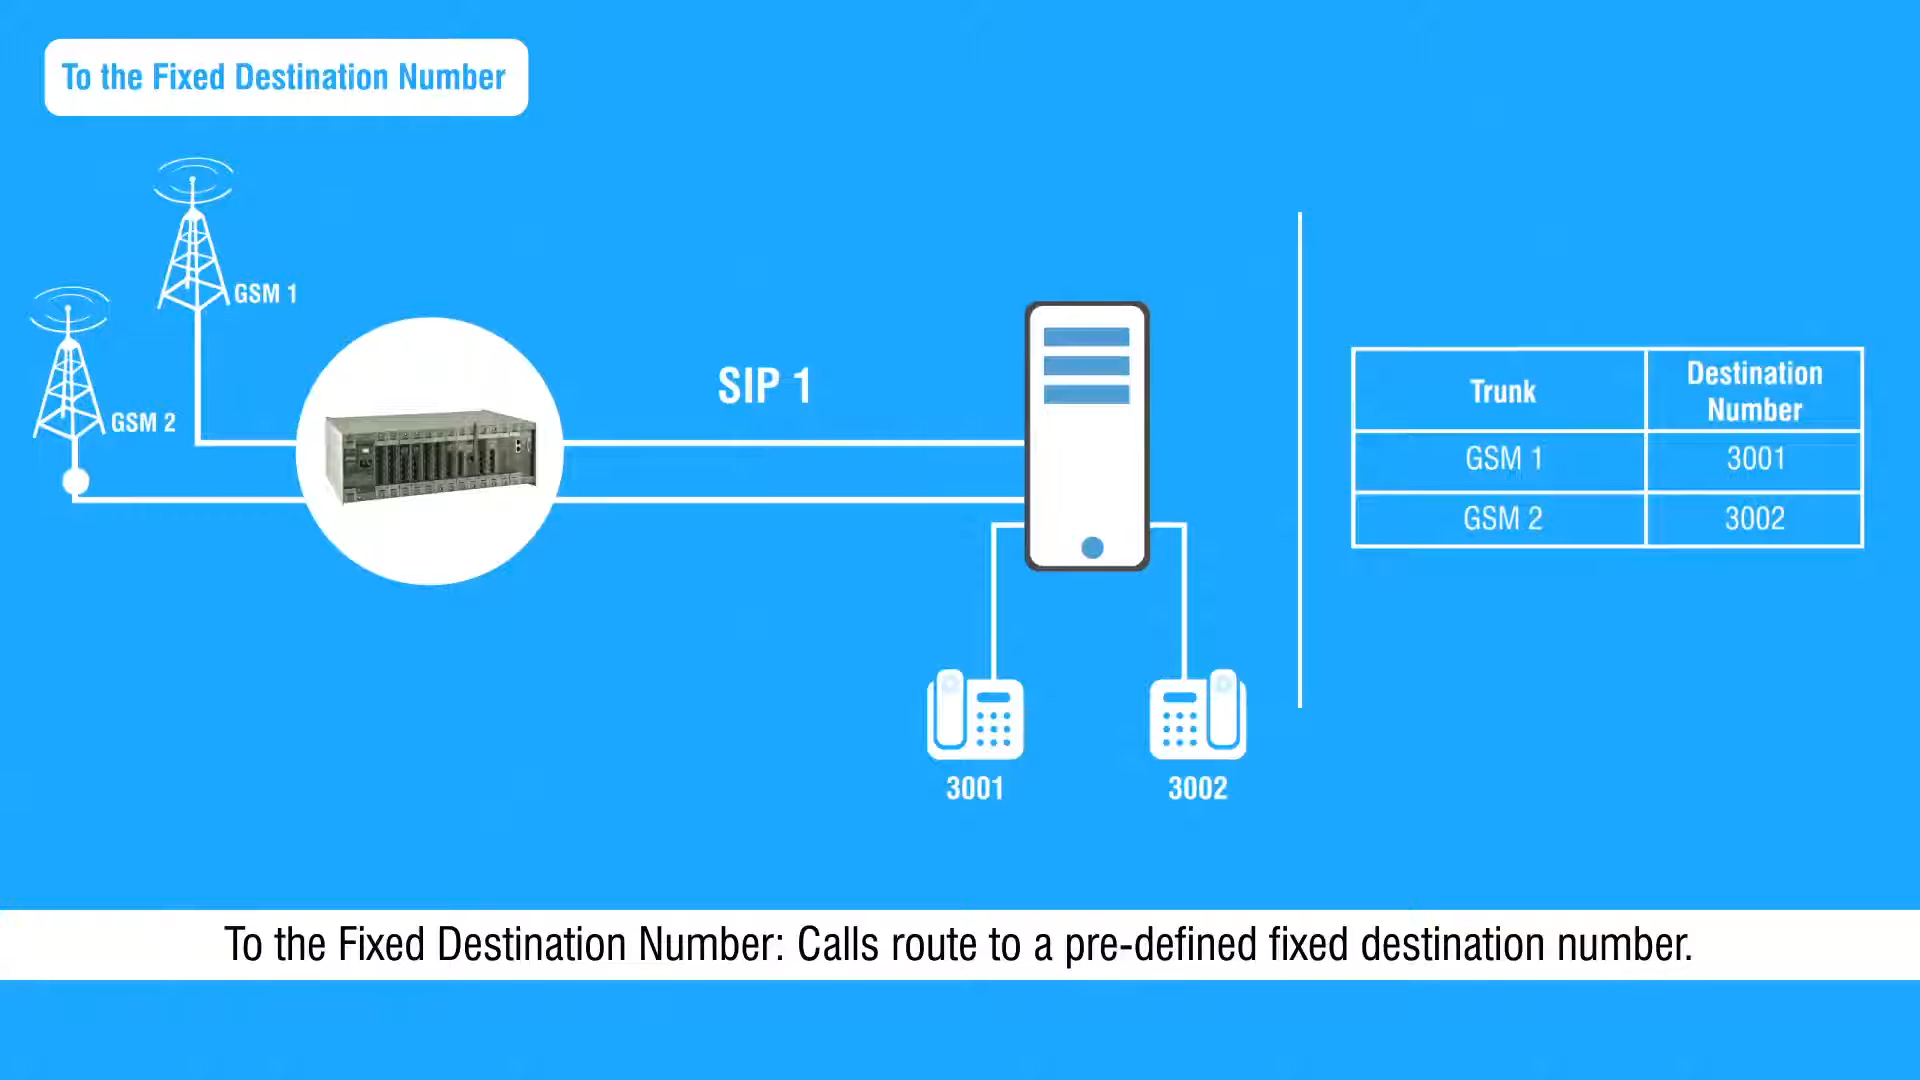 To the Fixed Destination Number
GSM 1
GSM 2
SIP 1
Trunk
Destination
Number
GSM 1
3001
GSM 2
3002
3001
3002
To the Fixed Destination Number: Calls route to a pre-defined fixed destination number.